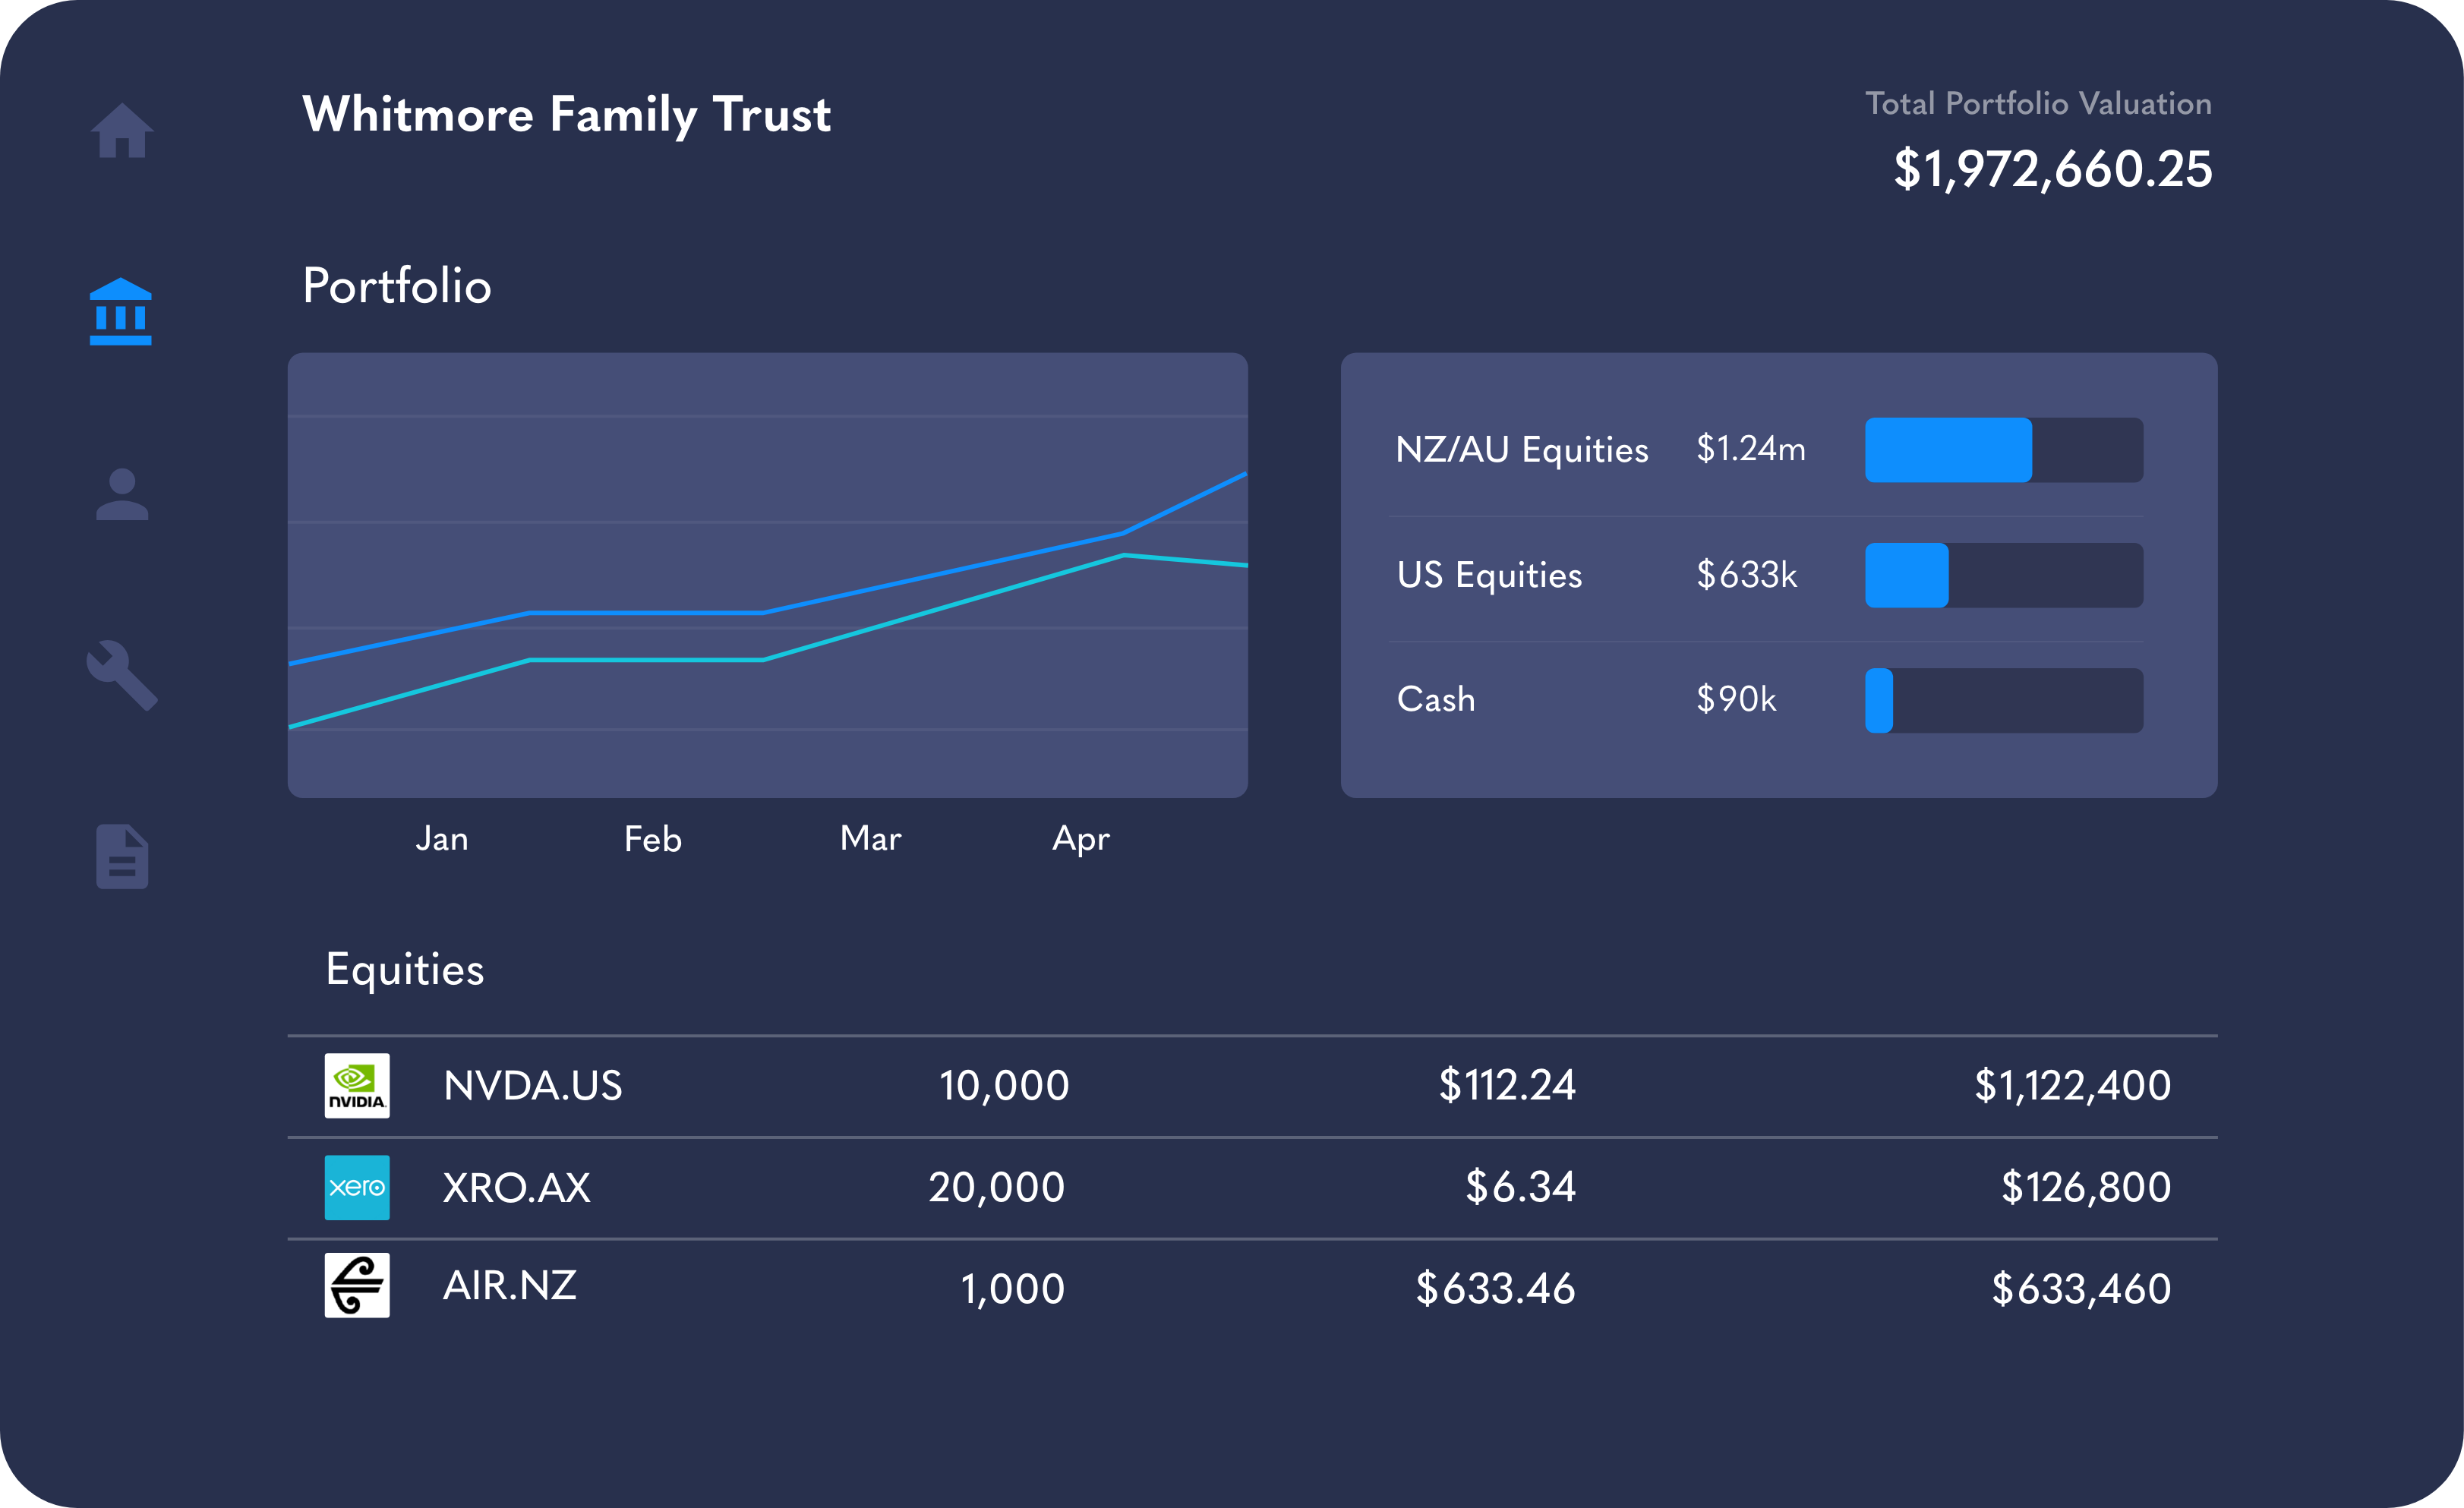 Whitmore Family Trust
Total Portfolio Valuation
$1,972,660.25
Portfolio
NZ/AU Equities $1.24m
US Equities $633k
Cash $90k
Jan Feb Mar Apr
Equities
NVIDIA. NVDA.US 10,000 $112.24 $1,122,400
xero XRO.AX 20,000 $6.34 $126,800
AIR.NZ 1,000 $633.46 $633,460